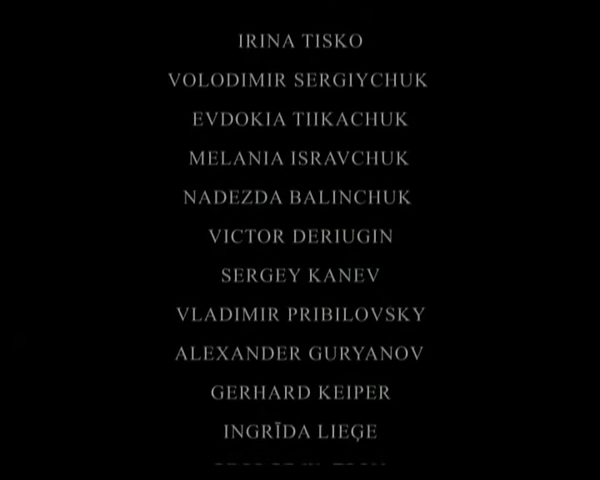 IRINA TISKO
VOLODIMIR SERGIYCHUK
EVDOKIA TIIKACHUK
MELANIA ISRAVCHUK
NADEZDA BALINCHUK
VICTOR DERIUGIN
SERGEY KANEV
VLADIMIR PRIBILOVSKY
ALEXANDER GURYANOV
GERHARD KEIPER
INGRĪDA LIEĢE